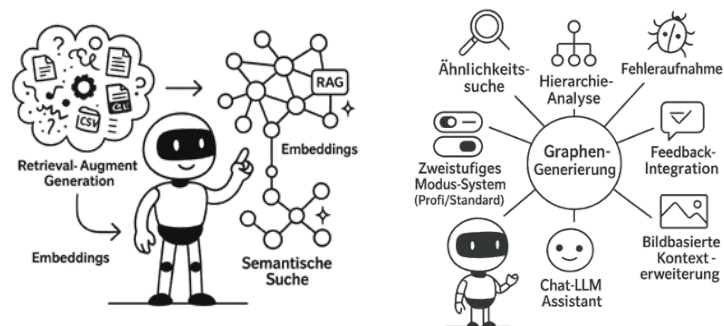 CSV
Retrieval-Augment
Generation
Embeddings
RAG
Embeddings
Semantische
Suche
Ähnlichkeits-
suche
Hierarchie-
Analyse
Fehleraufnahme
Zweistufiges
Modus-System
(Profi/Standard)
Graphen-
Generierung
Feedback-
Integration
Chat-LLM
Assistant
Bildbasierte
Kontext-
erweiterung